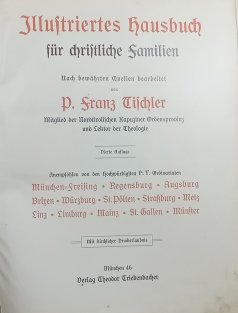 Illustriertes Hausbuch
für christliche Familien
Nach bewährten Quellen bearbeitet
von
P. Franz Tischler
Mitglied der Nordtirolischen Kapuziner Ordensprovinz
und Lektor der Theologie
Vierte Auflage
Anempfohlen von den Hochwürdigsten P. T. Ordinariaten
München-Freising • Regensburg • Augsburg
Brixen • Würzburg • St. Pölten • Straßburg • Metz
Linz • Limburg • Mainz • St. Gallen • Münster
Mit kirchlicher Druckerlaubnis
München 46
Verlag Theodor Triebenbacher